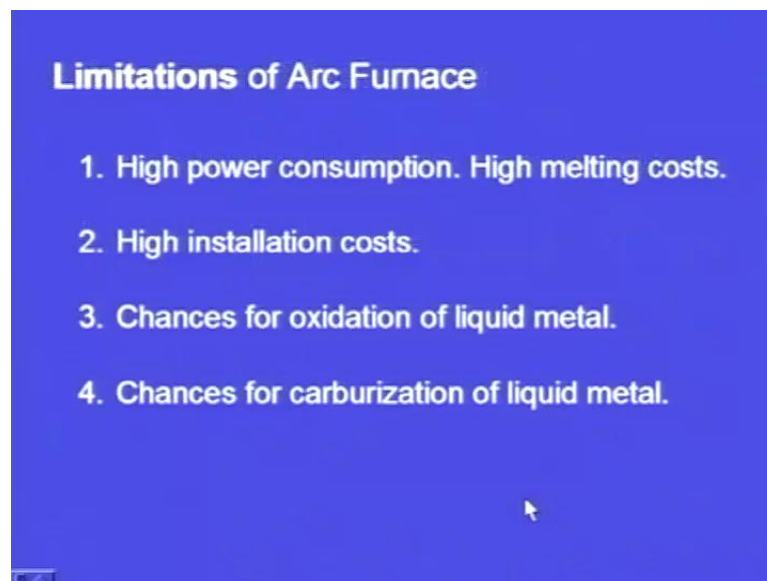 Limitations of Arc Furnace
1. High power consumption. High melting costs.
2. High installation costs.
3. Chances for oxidation of liquid metal.
4. Chances for carburization of liquid metal.